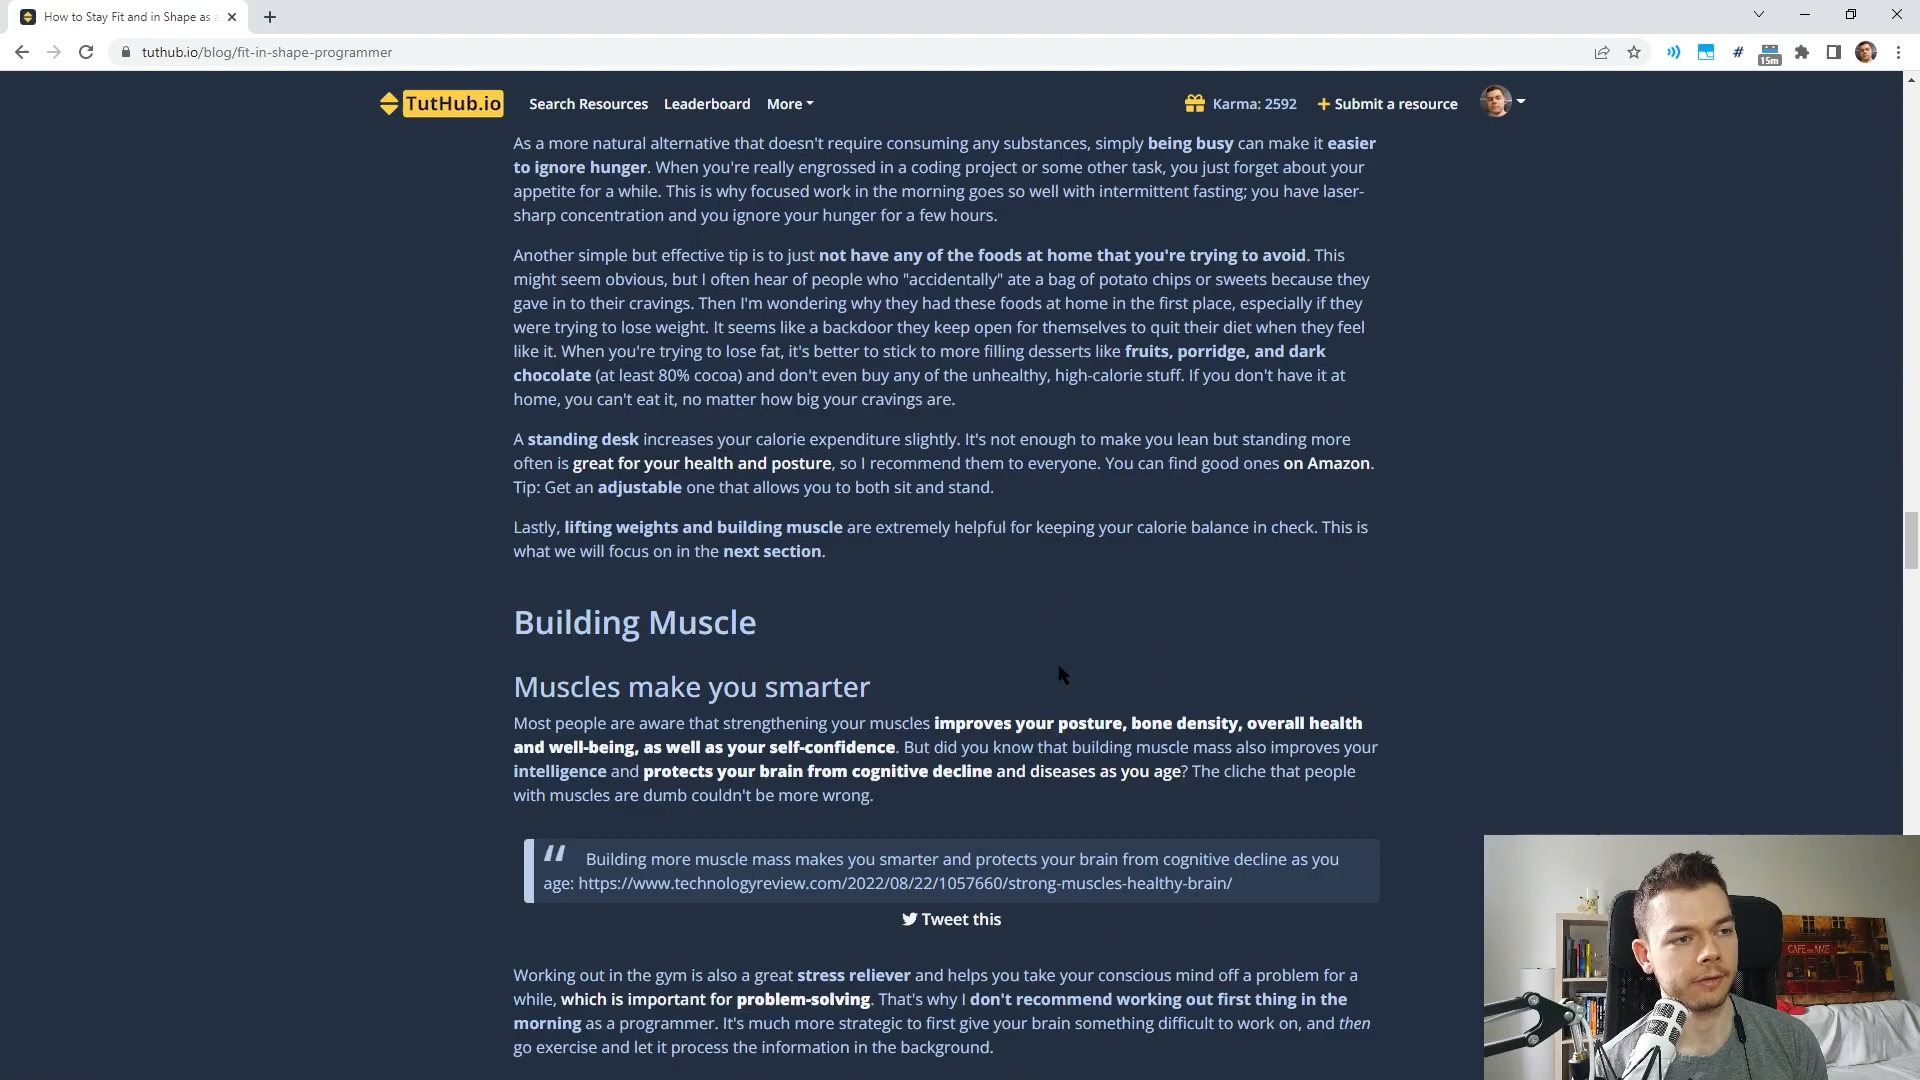 How to Stay Fit and in Shape as
tuthub.io/blog/fit-in-shape-programmer
#
15m
TutHub.io
Search Resources
Leaderboard
More
Karma: 2592
+ Submit a resource
As a more natural alternative that doesn't require consuming any substances, simply being busy can make it easier
to ignore hunger. When you're really engrossed in a coding project or some other task, you just forget about your
appetite for a while. This is why focused work in the morning goes so well with intermittent fasting; you have laser-
sharp concentration and you ignore your hunger for a few hours.
Another simple but effective tip is to just not have any of the foods at home that you're trying to avoid. This
might seem obvious, but I often hear of people who "accidentally" ate a bag of potato chips or sweets because they
gave in to their cravings. Then I'm wondering why they had these foods at home in the first place, especially if they
were trying to lose weight. It seems like a backdoor they keep open for themselves to quit their diet when they feel
like it. When you're trying to lose fat, it's better to stick to more filling desserts like fruits, porridge, and dark
chocolate (at least 80% cocoa) and don't even buy any of the unhealthy, high-calorie stuff. If you don't have it at
home, you can't eat it, no matter how big your cravings are.
A standing desk increases your calorie expenditure slightly. It's not enough to make you lean but standing more
often is great for your health and posture, so I recommend them to everyone. You can find good ones on Amazon.
Tip: Get an adjustable one that allows you to both sit and stand.
Lastly, lifting weights and building muscle are extremely helpful for keeping your calorie balance in check. This is
what we will focus on in the next section.
Building Muscle
Muscles make you smarter
Most people are aware that strengthening your muscles improves your posture, bone density, overall health
and well-being, as well as your self-confidence. But did you know that building muscle mass also improves your
intelligence and protects your brain from cognitive decline and diseases as you age? The cliche that people
with muscles are dumb couldn't be more wrong.
" Building more muscle mass makes you smarter and protects your brain from cognitive decline as you
age: https://www.technologyreview.com/2022/08/22/1057660/strong-muscles-healthy-brain/
Tweet this
Working out in the gym is also a great stress reliever and helps you take your conscious mind off a problem for a
while, which is important for problem-solving. That's why I don't recommend working out first thing in the
morning as a programmer. It's much more strategic to first give your brain something difficult to work on, and then
go exercise and let it process the information in the background.